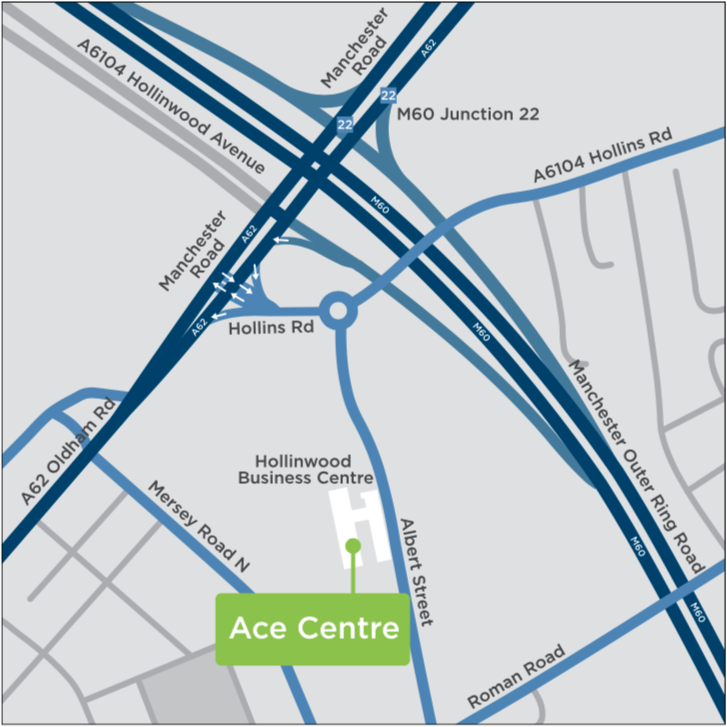 Manchester
Road
A62
A6104 Hollinwood Avenue
22
22
M60 Junction 22
A6104 Hollins Rd
M60
Manchester
Road
A62
A62
Hollins Rd
M60
Manchester Outer Ring Road
A62 Oldham Rd
Hollinwood
Business Centre
Mersey Road N
Albert Street
M60
M60
Ace Centre
Roman Road